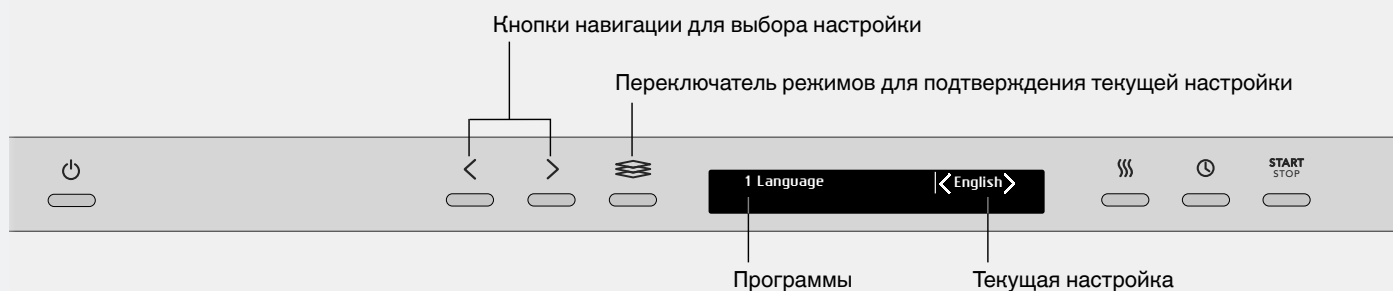 Кнопки навигации для выбора настройки
Переключатель режимов для подтверждения текущей настройки
START
STOP
1 Language
English
Программы
Текущая настройка